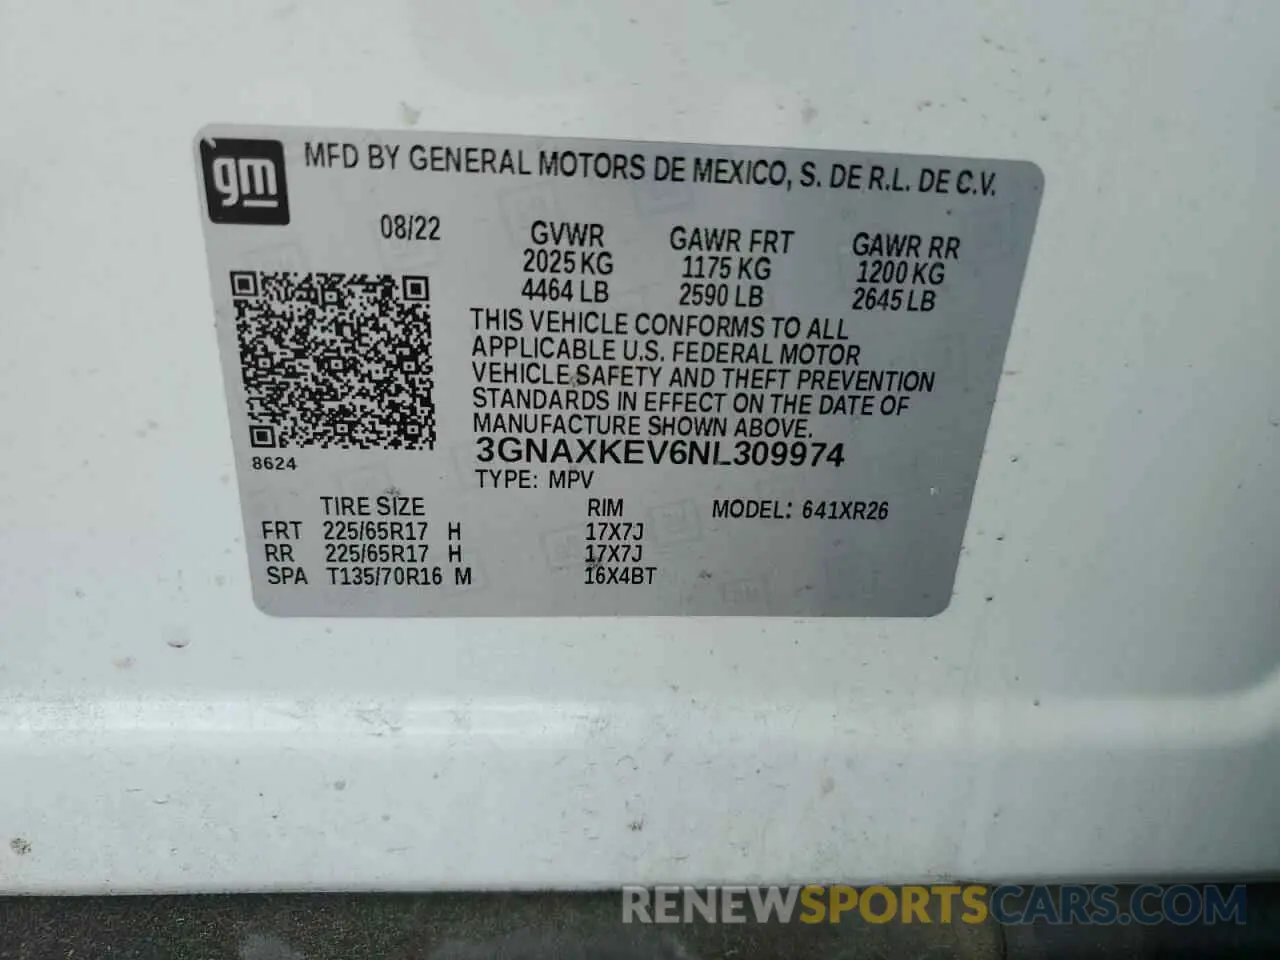 gm
MFD BY GENERAL MOTORS DE MEXICO, S. DE R.L. DE C.V.
08/22
GVWR GAWR FRT GAWR RR
2025 KG 1175 KG 1200 KG
4464 LB 2590 LB 2645 LB
THIS VEHICLE CONFORMS TO ALL
APPLICABLE U.S. FEDERAL MOTOR
VEHICLE SAFETY AND THEFT PREVENTION
STANDARDS IN EFFECT ON THE DATE OF
MANUFACTURE SHOWN ABOVE.
3GNAXKEV6NL309974
8624
TYPE: MPV
TIRE SIZE RIM MODEL: 641XR26
FRT 225/65R17 H 17X7J
RR 225/65R17 H 17X7J
SPA T135/70R16 M 16X4BT
RENEWSPORTSCARS.COM